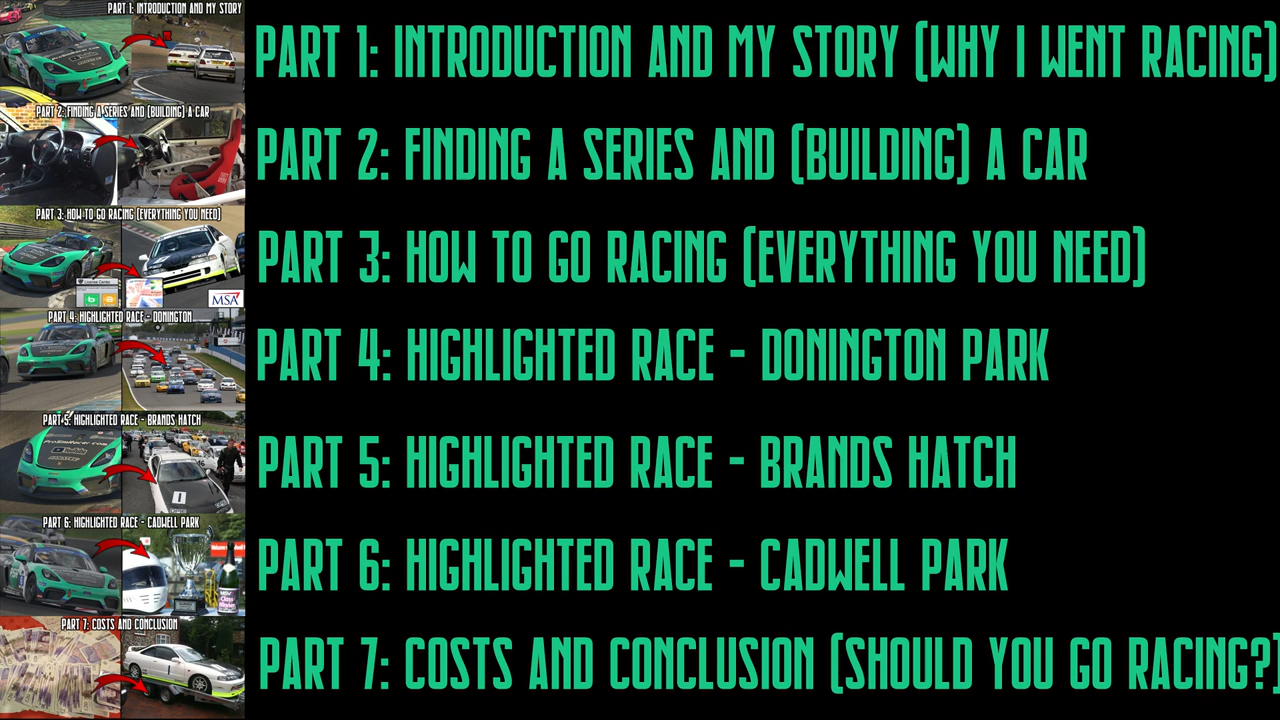 PART 1: INTRODUCTION AND MY STORY
PART 1: INTRODUCTION AND MY STORY (WHY I WENT RACING)
PART 2: FINDING A SERIES AND (BUILDING) A CAR
PART 2: FINDING A SERIES AND (BUILDING) A CAR
PART 3: HOW TO GO RACING (EVERYTHING YOU NEED)
PART 3: HOW TO GO RACING (EVERYTHING YOU NEED)
License Center
MSA
PART 4: HIGHLIGHTED RACE - DONINGTON
PART 4: HIGHLIGHTED RACE - DONINGTON PARK
PART 5: HIGHLIGHTED RACE - BRANDS HATCH
PART 5: HIGHLIGHTED RACE - BRANDS HATCH
1
PART 6: HIGHLIGHTED RACE - CADWELL PARK
PART 6: HIGHLIGHTED RACE - CADWELL PARK
PART 7: COSTS AND CONCLUSION
PART 7: COSTS AND CONCLUSION (SHOULD YOU GO RACING?)